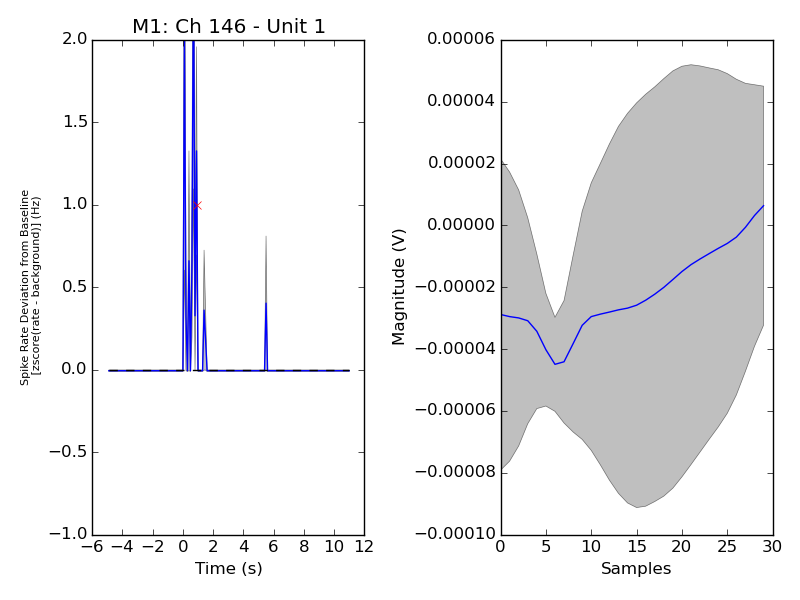 M1: Ch 146 - Unit 1
2.0
1.5
1.0
0.5
0.0
−0.5
−1.0
−6 −4 −2 0 2 4 6 8 10 12
Time (s)
Spike Rate Deviation from Baseline
[zscore(rate - background)] (Hz)
0.00006
0.00004
0.00002
0.00000
−0.00002
−0.00004
−0.00006
−0.00008
−0.00010
0 5 10 15 20 25 30
Samples
Magnitude (V)